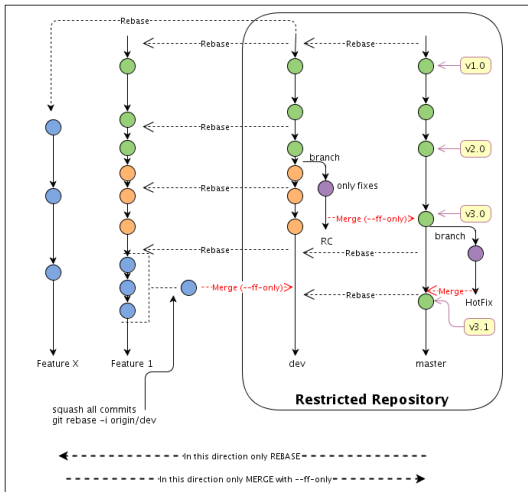 Rebase
Rebase
Rebase
v1.0
Rebase
branch
v2.0
Rebase
only fixes
v3.0
Merge (--ff-only)
branch
RC
Rebase
Rebase
Merge (--ff-only)
Rebase
Merge
HotFix
v3.1
Feature X
Feature 1
dev
master
Restricted Repository
squash all commits
git rebase -i origin/dev
In this direction only REBASE
In this direction only MERGE with --ff-only